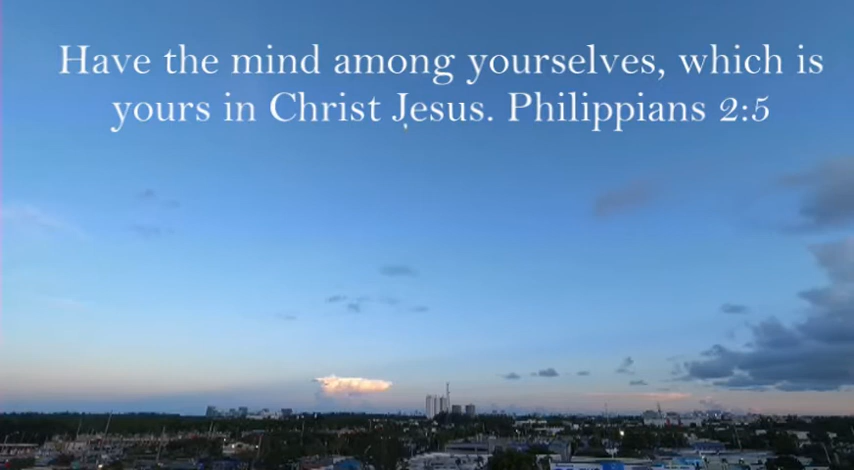 Have the mind among yourselves, which is
yours in Christ Jesus. Philippians 2:5